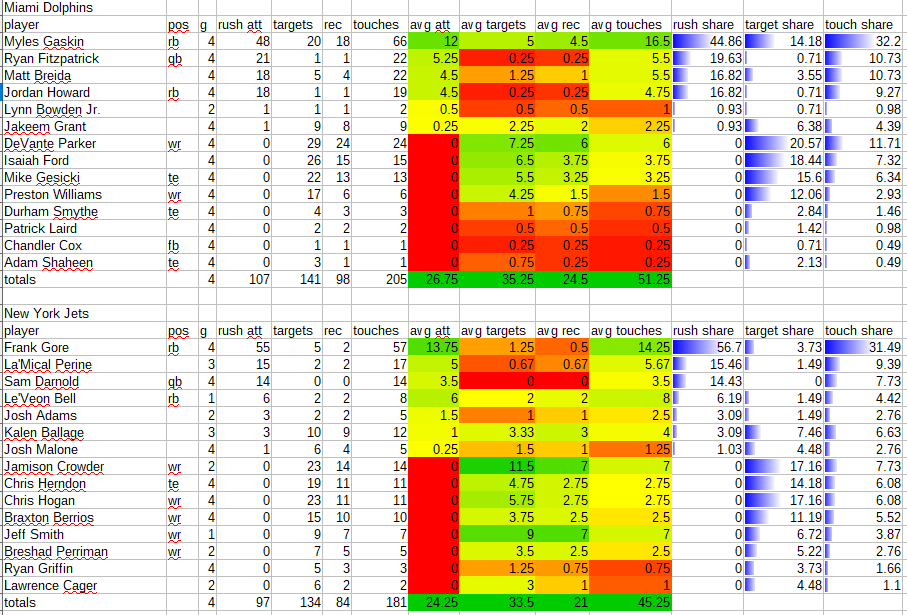 Miami Dolphins
player pos g rush att targets rec touches avg att avg targets avg rec avg touches rush share target share touch share
Myles Gaskin rb 4 48 20 18 66 12 5 4.5 16.5 44.86 14.18 32.2
Ryan Fitzpatrick qb 4 21 1 1 22 5.25 0.25 0.25 5.5 19.63 0.71 10.73
Matt Breida 4 18 5 4 22 4.5 1.25 1 5.5 16.82 3.55 10.73
Jordan Howard rb 4 18 1 1 19 4.5 0.25 0.25 4.75 16.82 0.71 9.27
Lynn Bowden Jr. 2 1 1 1 2 0.5 0.5 0.5 1 0.93 0.71 0.98
Jakeem Grant 4 1 9 8 9 0.25 2.25 2 2.25 0.93 6.38 4.39
DeVante Parker wr 4 0 29 24 24 0 7.25 6 6 0 20.57 11.71
Isaiah Ford 4 0 26 15 15 0 6.5 3.75 3.75 0 18.44 7.32
Mike Gesicki te 4 0 22 13 13 0 5.5 3.25 3.25 0 15.6 6.34
Preston Williams wr 4 0 17 6 6 0 4.25 1.5 1.5 0 12.06 2.93
Durham Smythe te 4 0 4 3 3 0 1 0.75 0.75 0 2.84 1.46
Patrick Laird 4 0 2 2 2 0 0.5 0.5 0.5 0 1.42 0.98
Chandler Cox fb 4 0 1 1 1 0 0.25 0.25 0.25 0 0.71 0.49
Adam Shaheen te 4 0 3 1 1 0 0.75 0.25 0.25 0 2.13 0.49
totals 4 107 141 98 205 26.75 35.25 24.5 51.25
New York Jets
player pos g rush att targets rec touches avg att avg targets avg rec avg touches rush share target share touch share
Frank Gore rb 4 55 5 2 57 13.75 1.25 0.5 14.25 56.7 3.73 31.49
La'Mical Perine 3 15 2 2 17 5 0.67 0.67 5.67 15.46 1.49 9.39
Sam Darnold qb 4 14 0 0 14 3.5 0 0 3.5 14.43 0 7.73
Le'Veon Bell rb 1 6 2 2 8 6 2 2 8 6.19 1.49 4.42
Josh Adams 2 3 2 2 5 1.5 1 1 2.5 3.09 1.49 2.76
Kalen Ballage 3 3 10 9 12 1 3.33 3 4 3.09 7.46 6.63
Josh Malone 4 1 6 4 5 0.25 1.5 1 1.25 1.03 4.48 2.76
Jamison Crowder wr 2 0 23 14 14 0 11.5 7 7 0 17.16 7.73
Chris Herndon te 4 0 19 11 11 0 4.75 2.75 2.75 0 14.18 6.08
Chris Hogan wr 4 0 23 11 11 0 5.75 2.75 2.75 0 17.16 6.08
Braxton Berrios wr 4 0 15 10 10 0 3.75 2.5 2.5 0 11.19 5.52
Jeff Smith wr 1 0 9 7 7 0 9 7 7 0 6.72 3.87
Breshad Perriman wr 2 0 7 5 5 0 3.5 2.5 2.5 0 5.22 2.76
Ryan Griffin 4 0 5 3 3 0 1.25 0.75 0.75 0 3.73 1.66
Lawrence Cager 2 0 6 2 2 0 3 1 1 0 4.48 1.1
totals 4 97 134 84 181 24.25 33.5 21 45.25